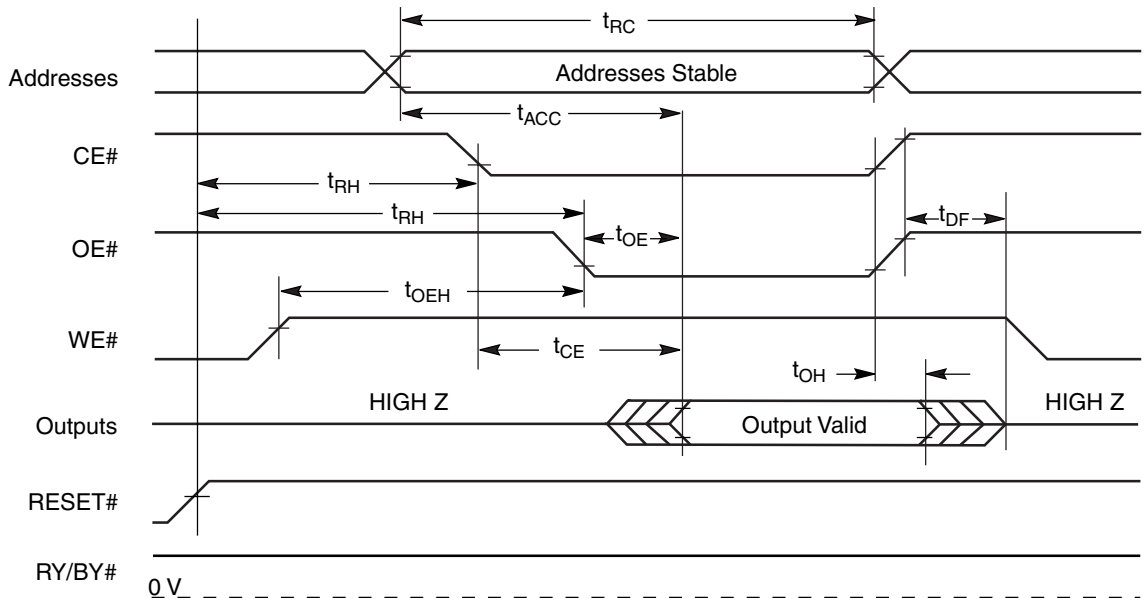 tRC
Addresses
Addresses Stable
tACC
CE#
tRH
tRH
tDF
OE#
tOE
tOEH
WE#
tCE
tOH
HIGH Z
HIGH Z
Outputs
Output Valid
RESET#
RY/BY#
0 V